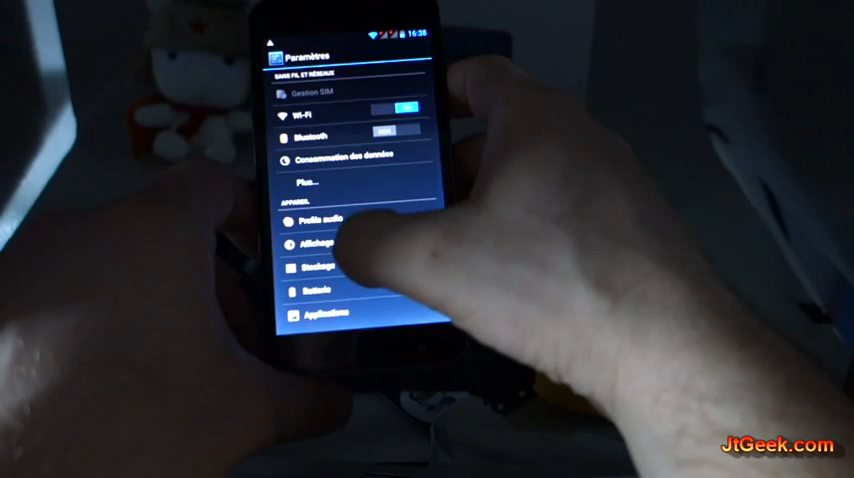 16:38
Paramètres
SANS FIL ET RÉSEAUX
Gestion SIM
Wi-Fi
Bluetooth
Consommation des données
Plus...
APPAREIL
Profils audio
Affichage
Stockage
Batterie
Applications
JtGeek.com